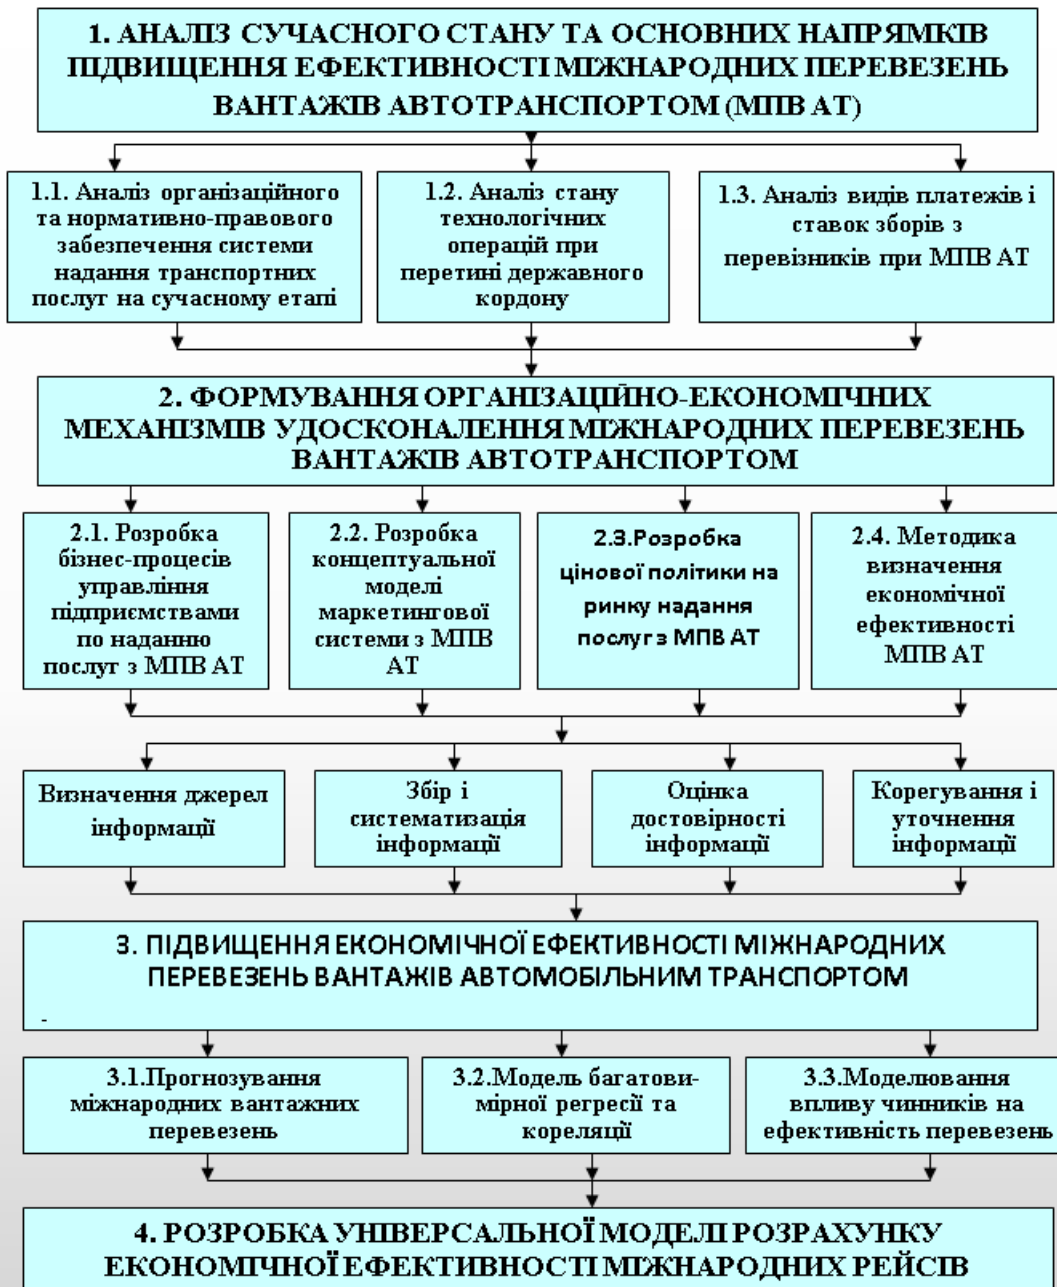 1. АНАЛІЗ СУЧАСНОГО СТАНУ ТА ОСНОВНИХ НАПРЯМКІВ
ПІДВИЩЕННЯ ЕФЕКТИВНОСТІ МІЖНАРОДНИХ ПЕРЕВЕЗЕНЬ
ВАНТАЖІВ АВТОТРАНСПОРТОМ (МПВ АТ)
1.1. Аналіз організаційного
та нормативно-правового
забезпечення системи
надання транспортних
послуг на сучасному етапі
1.2. Аналіз стану
технологічних
операцій при
перетині державного
кордону
1.3. Аналіз видів платежів і
ставок зборів з
перевізників при МПВ АТ
2. ФОРМУВАННЯ ОРГАНІЗАЦІЙНО-ЕКОНОМІЧНИХ
МЕХАНІЗМІВ УДОСКОНАЛЕННЯ МІЖНАРОДНИХ ПЕРЕВЕЗЕНЬ
ВАНТАЖІВ АВТОТРАНСПОРТОМ
2.1. Розробка
бізнес-процесів
управління
підприємствами
по наданню
послуг з МПВ АТ
2.2. Розробка
концептуальної
моделі
маркетингової
системи з МПВ
АТ
2.3.Розробка
цінової політики на
ринку надання
послуг з МПВ АТ
2.4. Методика
визначення
економічної
ефективності
МПВ АТ
Визначення джерел
інформації
Збір і
систематизація
інформації
Оцінка
достовірності
інформації
Корегування і
уточнення
інформації
3. ПІДВИЩЕННЯ ЕКОНОМІЧНОЇ ЕФЕКТИВНОСТІ МІЖНАРОДНИХ
ПЕРЕВЕЗЕНЬ ВАНТАЖІВ АВТОМОБІЛЬНИМ ТРАНСПОРТОМ
-
3.1.Прогнозування
міжнародних вантажних
перевезень
3.2.Модель багатови-
мірної регресії та
кореляції
3.3.Моделювання
впливу чинників на
ефективність перевезень
4. РОЗРОБКА УНІВЕРСАЛЬНОЇ МОДЕЛІ РОЗРАХУНКУ
ЕКОНОМІЧНОЇ ЕФЕКТИВНОСТІ МІЖНАРОДНИХ РЕЙСІВ